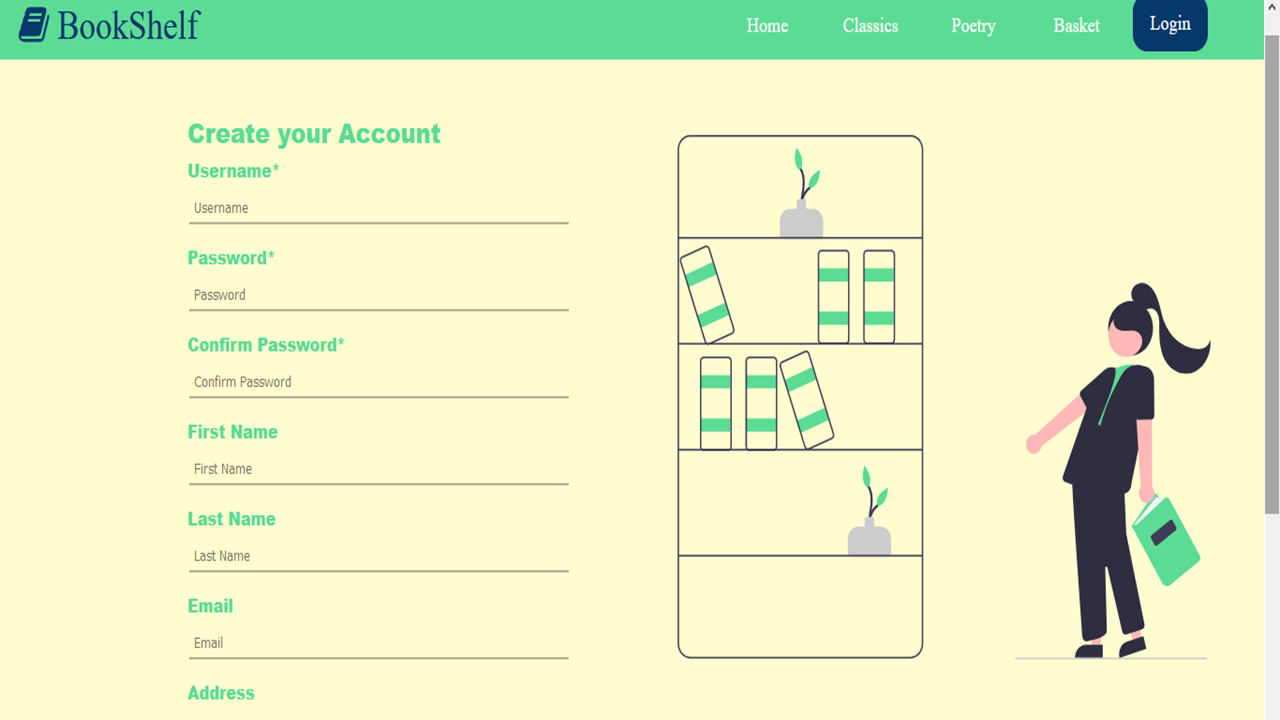 BookShelf
Home Classics Poetry Basket Login
Create your Account
Username*
Username
Password*
Password
Confirm Password*
Confirm Password
First Name
First Name
Last Name
Last Name
Email
Email
Address